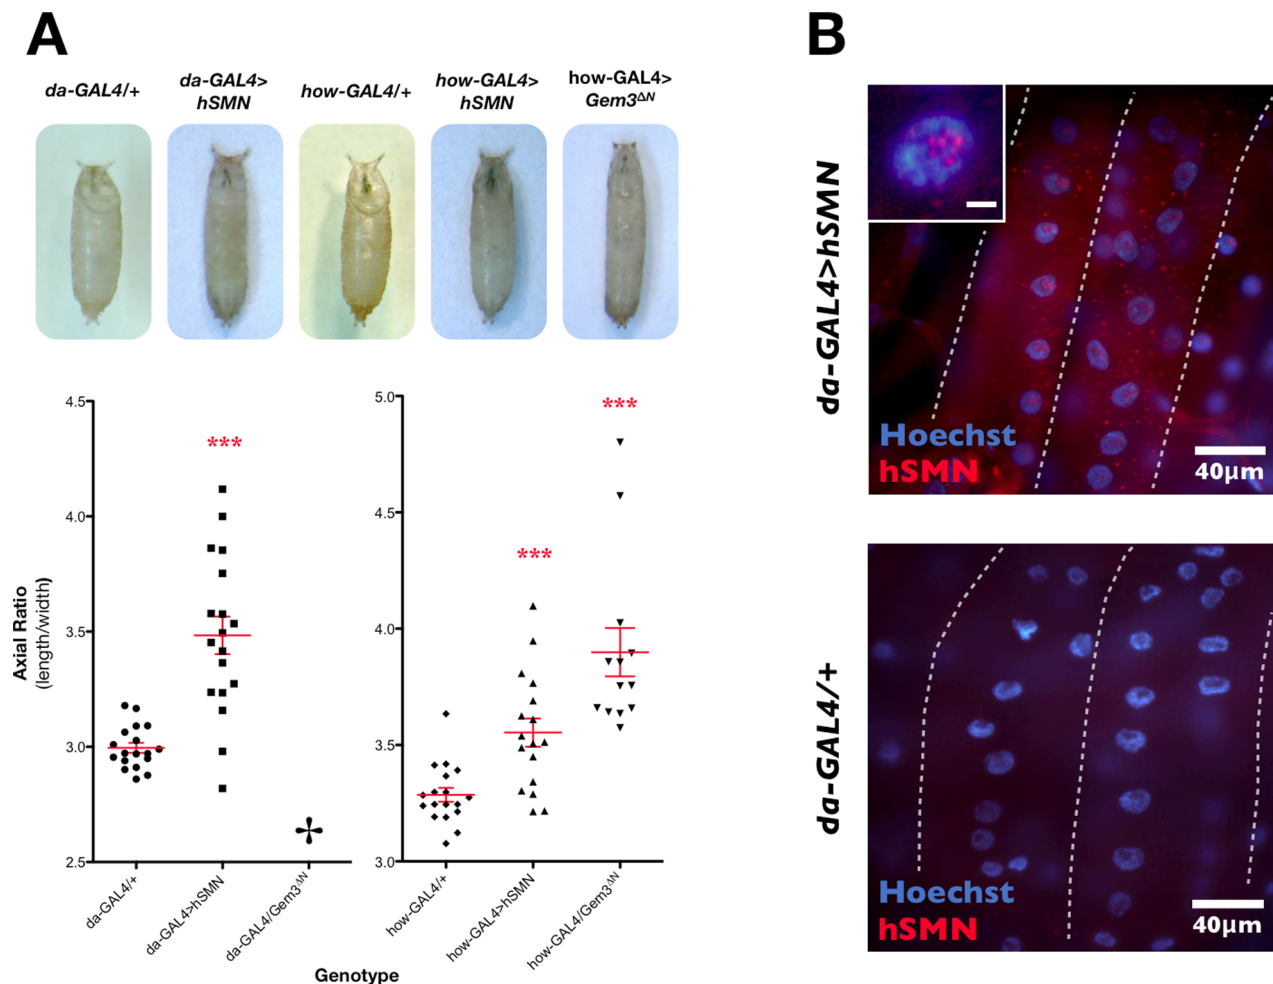 A
B
da-GAL4/+
da-GAL4>
hSMN
how-GAL4/+
how-GAL4>
hSMN
how-GAL4>
Gem3ΔN
da-GAL4>hSMN
Hoechst
hSMN
40μm
4.5
4.0
3.5
3.0
2.5
Axial Ratio
(length/width)
***
da-GAL4/+
da-GAL4>hSMN
da-GAL4/Gem3ΔN
5.0
4.5
4.0
3.5
3.0
***
***
how-GAL4/+
how-GAL4>hSMN
how-GAL4/Gem3ΔN
Genotype
da-GAL4/+
Hoechst
hSMN
40μm